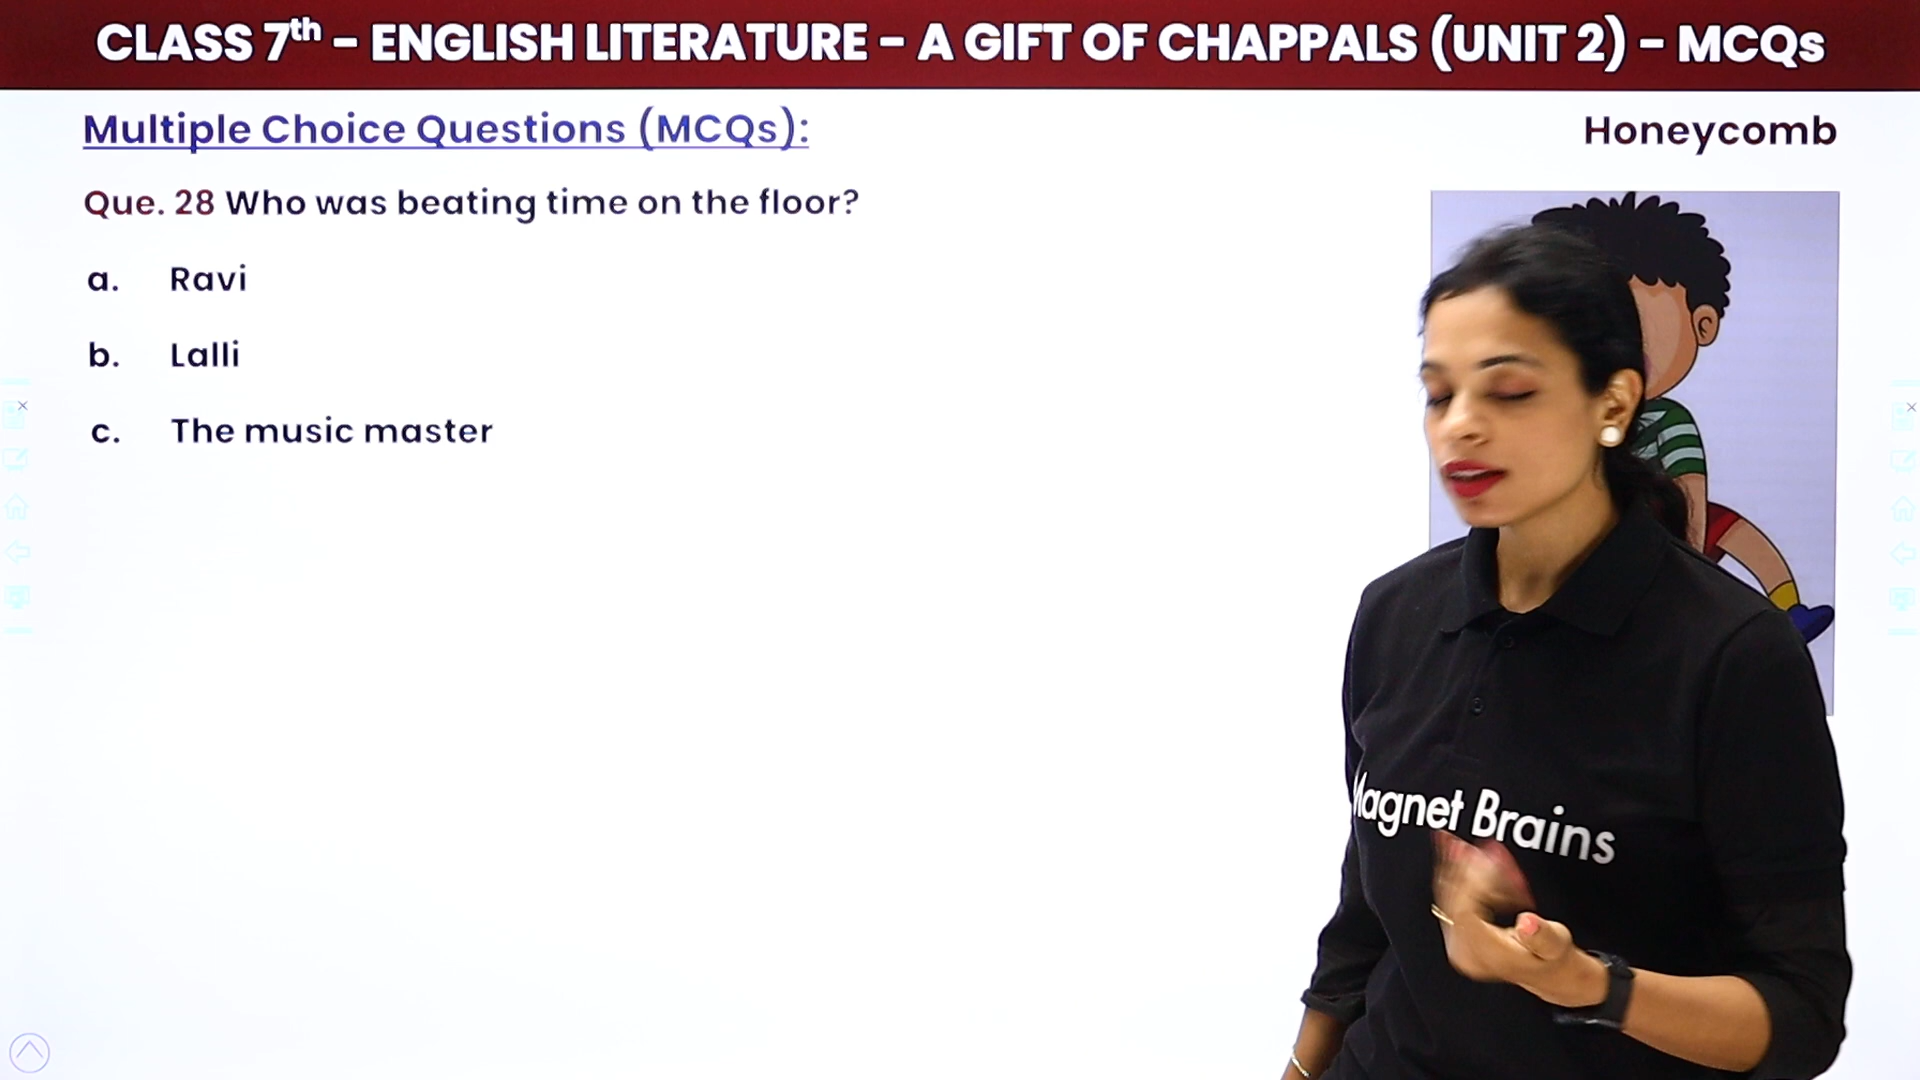 CLASS 7th - ENGLISH LITERATURE - A GIFT OF CHAPPALS (UNIT 2) - MCQs
Multiple Choice Questions (MCQs):
Honeycomb
Que. 28 Who was beating time on the floor?
a. Ravi
b. Lalli
c. The music master
Magnet Brains